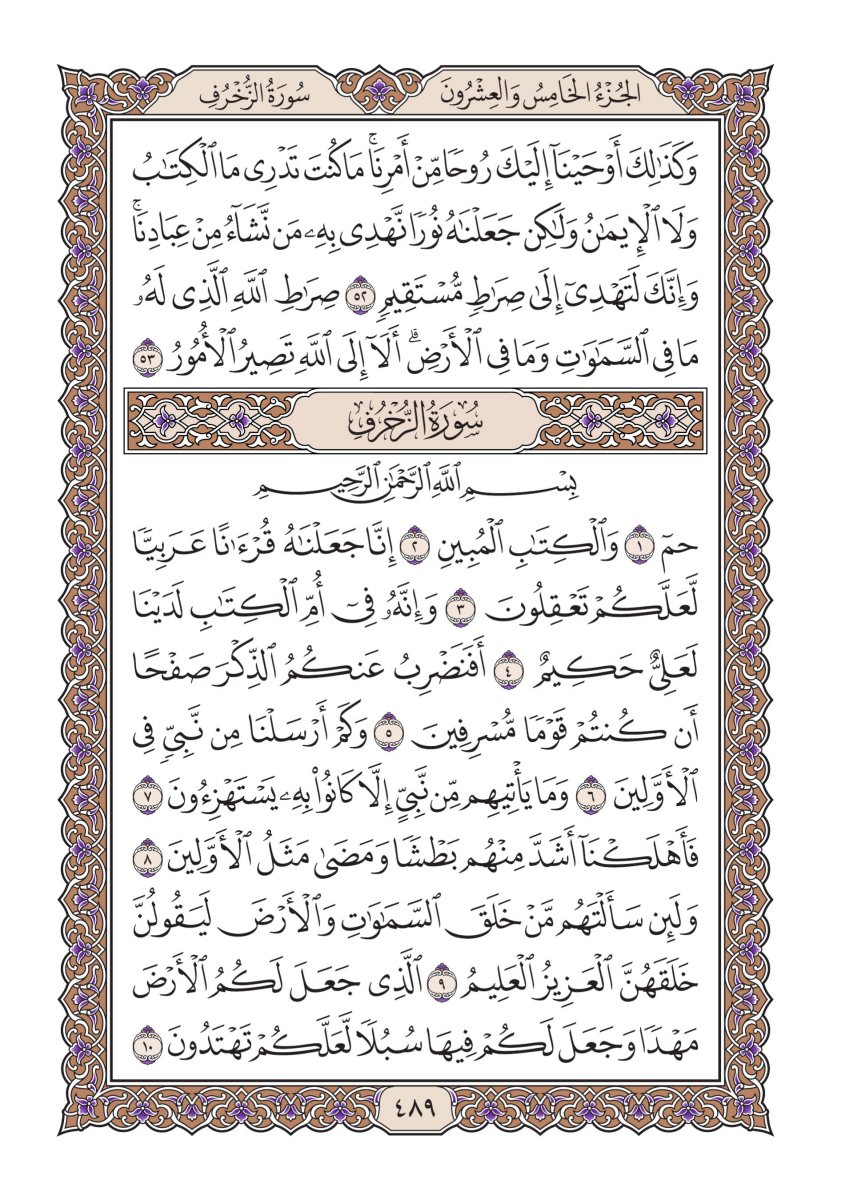 الجُزْءُ الخَامِسُ وَالعِشْرُونَ
سُورَةُ الزُّخْرُفِ
وَكَذَٰلِكَ أَوْحَيْنَآ إِلَيْكَ رُوحًا مِّنْ أَمْرِنَاۚ مَا كُنتَ تَدْرِى مَا ٱلْكِتَٰبُ
وَلَا ٱلْإِيمَٰنُ وَلَٰكِن جَعَلْنَٰهُ نُورًا نَّهْدِى بِهِۦ مَن نَّشَآءُ مِنْ عِبَادِنَاۚ
وَإِنَّكَ لَتَهْدِىٓ إِلَىٰ صِرَٰطٍ مُّسْتَقِيمٍ ٥٢ صِرَٰطِ ٱللَّهِ ٱلَّذِى لَهُۥ
مَا فِى ٱلسَّمَٰوَٰتِ وَمَا فِى ٱلْأَرْضِۗ أَلَآ إِلَى ٱللَّهِ تَصِيرُ ٱلْأُمُورُ ٥٣
سُورَةُ الزُّخْرُفِ
بِسْمِ ٱللَّهِ ٱلرَّحْمَٰنِ ٱلرَّحِيمِ
حمٓ ١ وَٱلْكِتَٰبِ ٱلْمُبِينِ ٢ إِنَّا جَعَلْنَٰهُ قُرْءَٰنًا عَرَبِيًّا
لَّعَلَّكُمْ تَعْقِلُونَ ٣ وَإِنَّهُۥ فِىٓ أُمِّ ٱلْكِتَٰبِ لَدَيْنَا
لَعَلِىٌّ حَكِيمٌ ٤ أَفَنَضْرِبُ عَنكُمُ ٱلذِّكْرَ صَفْحًا
أَن كُنتُمْ قَوْمًا مُّسْرِفِينَ ٥ وَكَمْ أَرْسَلْنَا مِن نَّبِىٍّ فِى
ٱلْأَوَّلِينَ ٦ وَمَا يَأْتِيهِم مِّن نَّبِىٍّ إِلَّا كَانُوا۟ بِهِۦ يَسْتَهْزِءُونَ ٧
فَأَهْلَكْنَآ أَشَدَّ مِنْهُم بَطْشًا وَمَضَىٰ مَثَلُ ٱلْأَوَّلِينَ ٨
وَلَئِن سَأَلْتَهُم مَّنْ خَلَقَ ٱلسَّمَٰوَٰتِ وَٱلْأَرْضَ لَيَقُولُنَّ
خَلَقَهُنَّ ٱلْعَزِيزُ ٱلْعَلِيمُ ٩ ٱلَّذِى جَعَلَ لَكُمُ ٱلْأَرْضَ
مَهْدًا وَجَعَلَ لَكُمْ فِيهَا سُبُلًا لَّعَلَّكُمْ تَهْتَدُونَ ١٠
٤٨٩